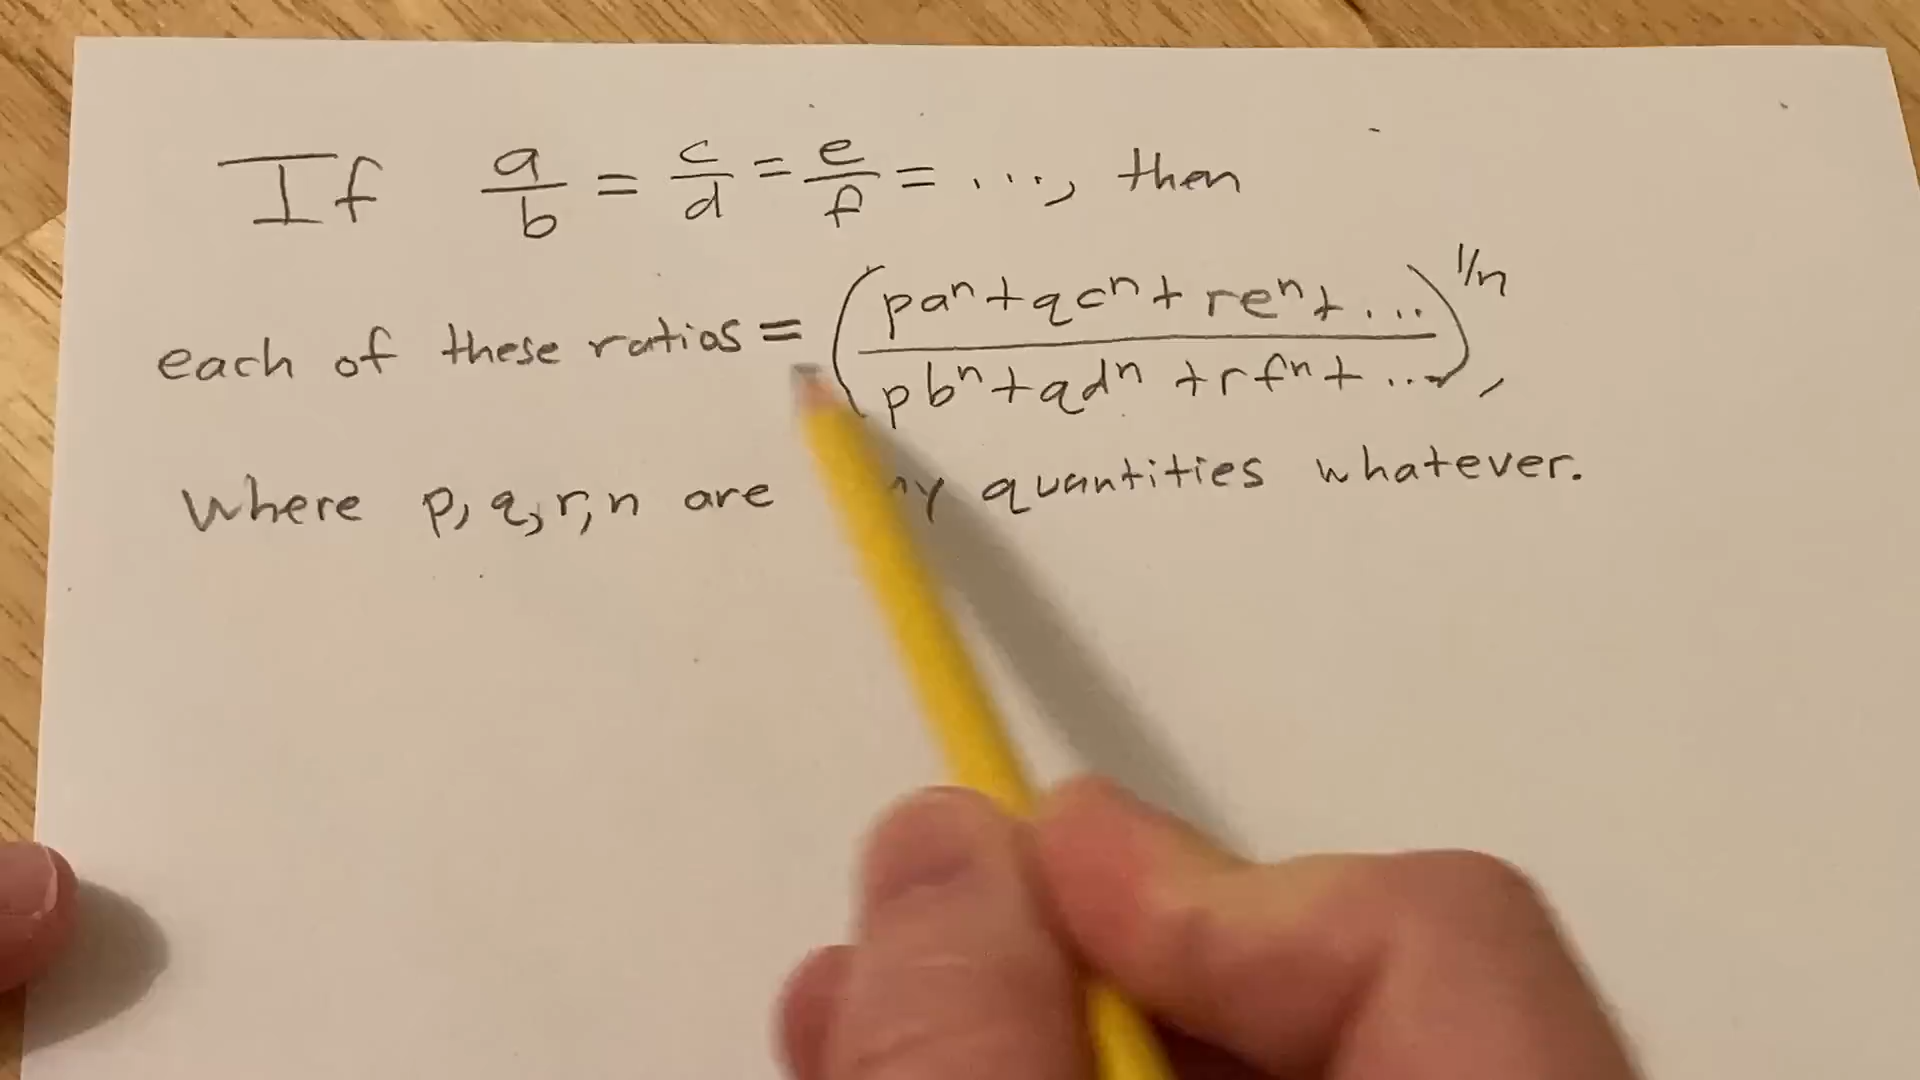 If a/b = c/d = e/f = ..., then
each of these ratios = ((pa^n + qc^n + re^n + ...)/(pb^n + qd^n + rf^n + ...))^(1/n),
where p, q, r, n are quantities whatever.